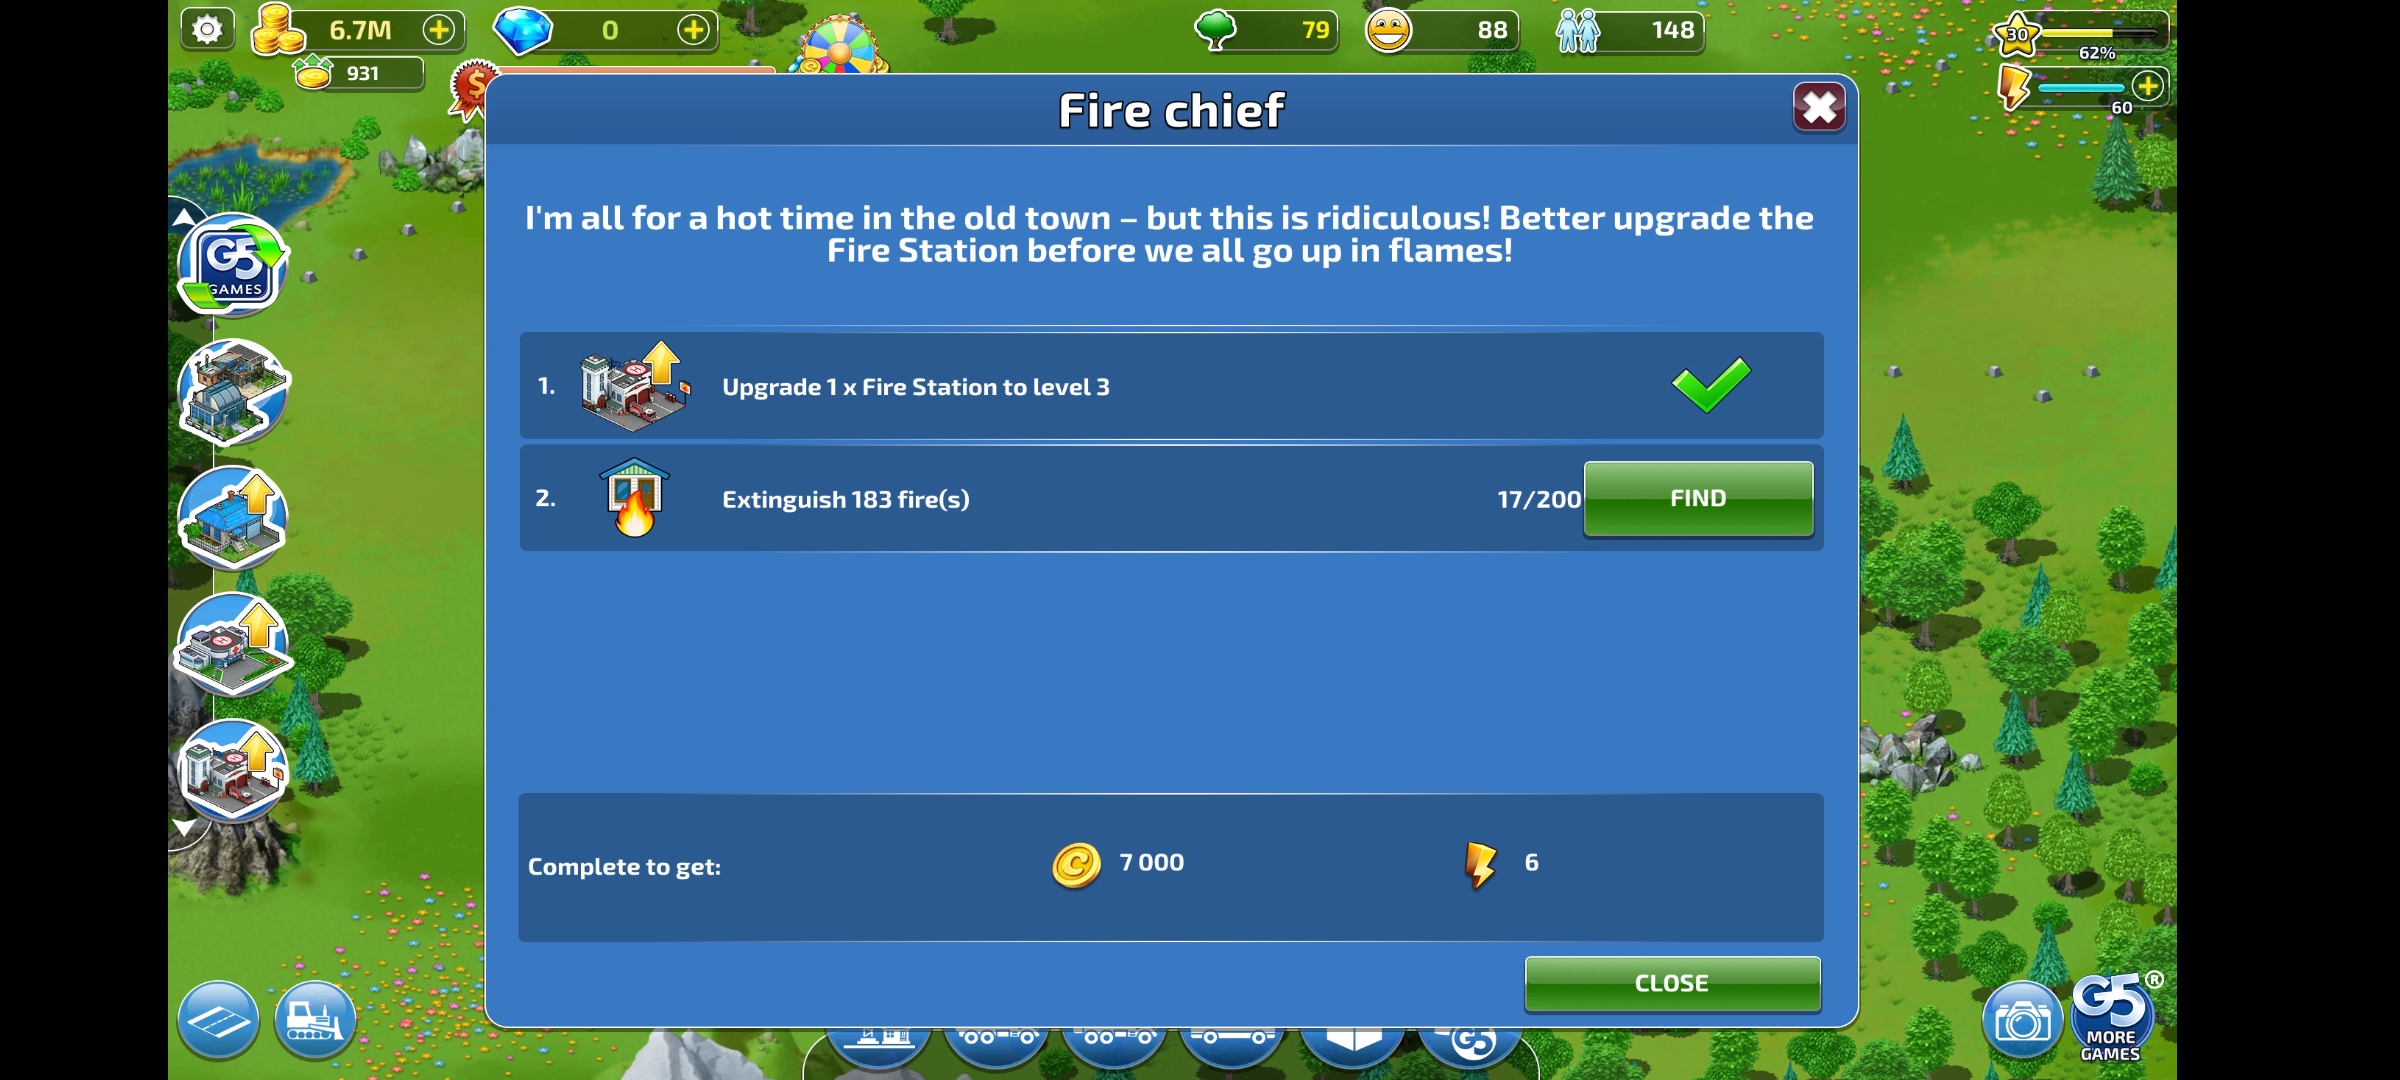 6.7M
0
79
88
148
30
62%
931
60
Fire chief
I'm all for a hot time in the old town – but this is ridiculous! Better upgrade the
Fire Station before we all go up in flames!
G5
GAMES
1.
Upgrade 1 x Fire Station to level 3
2.
Extinguish 183 fire(s)
17/200
FIND
Complete to get:
7 000
6
CLOSE
G5
G5®
MORE
GAMES